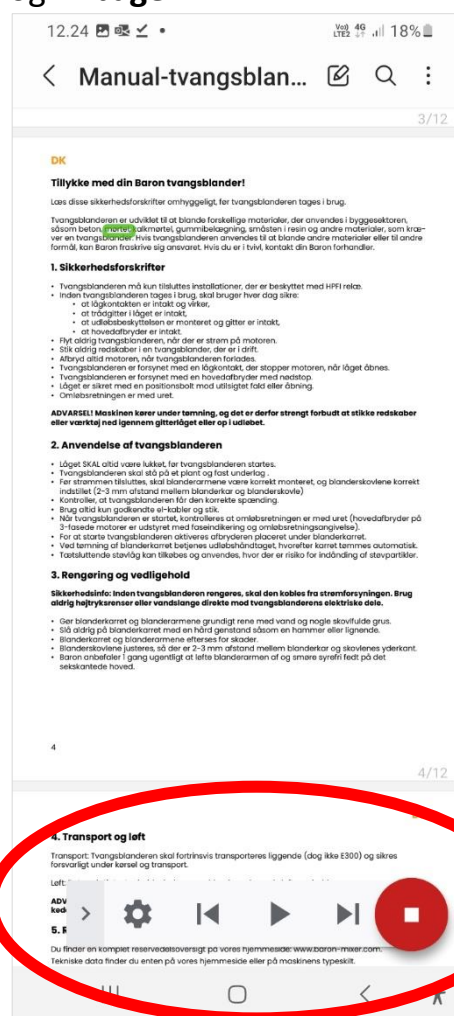 12.24
Vo)) 4G
LTE2 18%
Manual-tvangsblan...
3/12
DK
Tillykke med din Baron tvangsblander!
Læs disse sikkerhedsforskrifter omhyggeligt, før tvangsblanderen tages i brug.
Tvangsblanderen er udviklet til at blande forskellige materialer, der anvendes i byggesektoren,
såsom beton, mørtel, kalkmørtel, gummibelægning, småsten i resin og andre materialer, som kræ-
ver en tvangsblander. Hvis tvangsblanderen anvendes til at blande andre materialer eller til andre
formål, kan Baron fraskrive sig ansvaret. Hvis du er i tvivl, kontakt din Baron forhandler.
1. Sikkerhedsforskrifter
• Tvangsblanderen må kun tilsluttes installationer, der er beskyttet med HPFI relæ.
• Inden tvangsblanderen tages i brug, skal bruger hver dag sikre:
• at lågkontakten er intakt og virker,
• at trådgitter i låget er intakt,
• at udløbsbeskyttelsen er monteret og gitter er intakt,
• at hovedafbryder er intakt.
• Flyt aldrig tvangsblanderen, når der er strøm på motoren.
• Stik aldrig redskaber i en tvangsblander, der er i drift.
• Afbryd altid motoren, når tvangsblanderen forlades.
• Tvangsblanderen er forsynet med en lågkontakt, der stopper motoren, når låget åbnes.
• Tvangsblanderen er forsynet med en hovedafbryder med nødstop.
• Låget er sikret med en positionsbolt mod utilsigtet fald eller åbning.
• Omløbsretningen er med uret.
ADVARSEL! Maskinen kører under tømning, og det er derfor strengt forbudt at stikke redskaber
eller værktøj ned igennem gitterlåget eller op i udløbet.
2. Anvendelse af tvangsblanderen
• Låget SKAL altid være lukket, før tvangsblanderen startes.
• Tvangsblanderen skal stå på et plant og fast underlag .
• Før strømmen tilsluttes, skal blanderarmene være korrekt monteret, og blanderskovlene korrekt
indstillet (2-3 mm afstand mellem blanderkar og blanderskovle)
• Kontroller, at tvangsblanderen får den korrekte spænding.
• Brug altid kun godkendte el-kabler og stik.
• Når tvangsblanderen er startet, kontrolleres at omløbsretningen er med uret (hovedafbryder på
3-fasede motorer er udstyret med faseindikering og omløbsretningsangivelse).
• For at starte tvangsblanderen aktiveres afbryderen placeret under blanderkarret.
• Ved tømning af blanderkarret betjenes udløbshåndtaget, hvorefter karret tømmes automatisk.
• Tætsluttende støvlåg kan tilkøbes og anvendes, hvor der er risiko for indånding af støvpartikler.
3. Rengøring og vedligehold
Sikkerhedsinfo: Inden tvangsblanderen rengøres, skal den kobles fra strømforsyningen. Brug
aldrig højtryksrenser eller vandslange direkte mod tvangsblanderens elektriske dele.
• Gør blanderkarret og blanderarmene grundigt rene med vand og nogle skovlfulde grus.
• Slå aldrig på blanderkarret med en hård genstand såsom en hammer eller lignende.
• Blanderkarret og blanderarmene efterses for skader.
• Blanderskovlene justeres, så der er 2-3 mm afstand mellem blanderkar og skovlenes yderkant.
• Baron anbefaler 1 gang ugentligt at løfte blanderarmen af og smøre syrefri fedt på det
sekskantede hoved.
4
4/12
4. Transport og løft
Transport: Tvangsblanderen skal fortrinsvis transporteres liggende (dog ikke E300) og sikres
forsvarligt under kørsel og transport.
Løft:
ADV
kede
5. R
Du finder en komplet reservedelsoversigt på vores hjemmeside: www.baron-mixer.com.
Tekniske data finder du enten på vores hjemmeside eller på maskinens typeskilt.